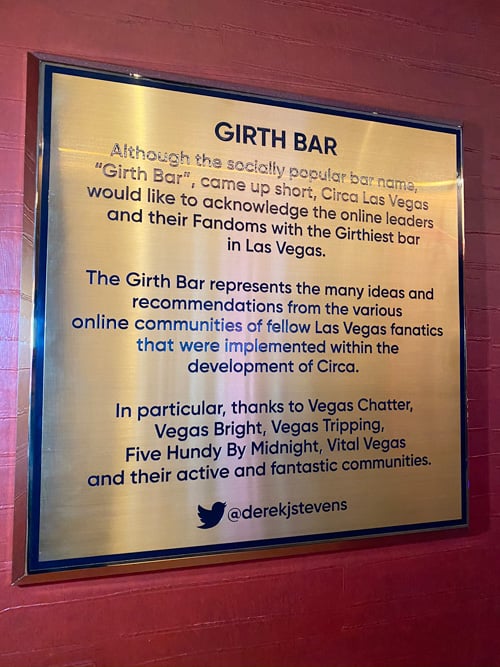 GIRTH BAR
Although the socially popular bar name,
"Girth Bar", came up short, Circa Las Vegas
would like to acknowledge the online leaders
and their Fandoms with the Girthiest bar
in Las Vegas.
The Girth Bar represents the many ideas and
recommendations from the various
online communities of fellow Las Vegas fanatics
that were implemented within the
development of Circa.
In particular, thanks to Vegas Chatter,
Vegas Bright, Vegas Tripping,
Five Hundy By Midnight, Vital Vegas
and their active and fantastic communities.
@derekjstevens